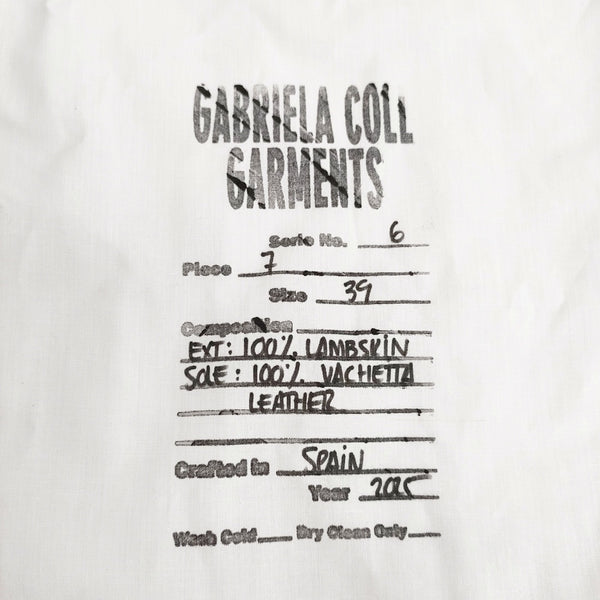 GABRIELA COLL
GARMENTS
Serie No. 6
Piece 7
Size 39
Composition
EXT: 100% LAMBSKIN
SOLE: 100% VACHETTA
LEATHER
Crafted in SPAIN
Year 2025
Wash Cold Dry Clean Only